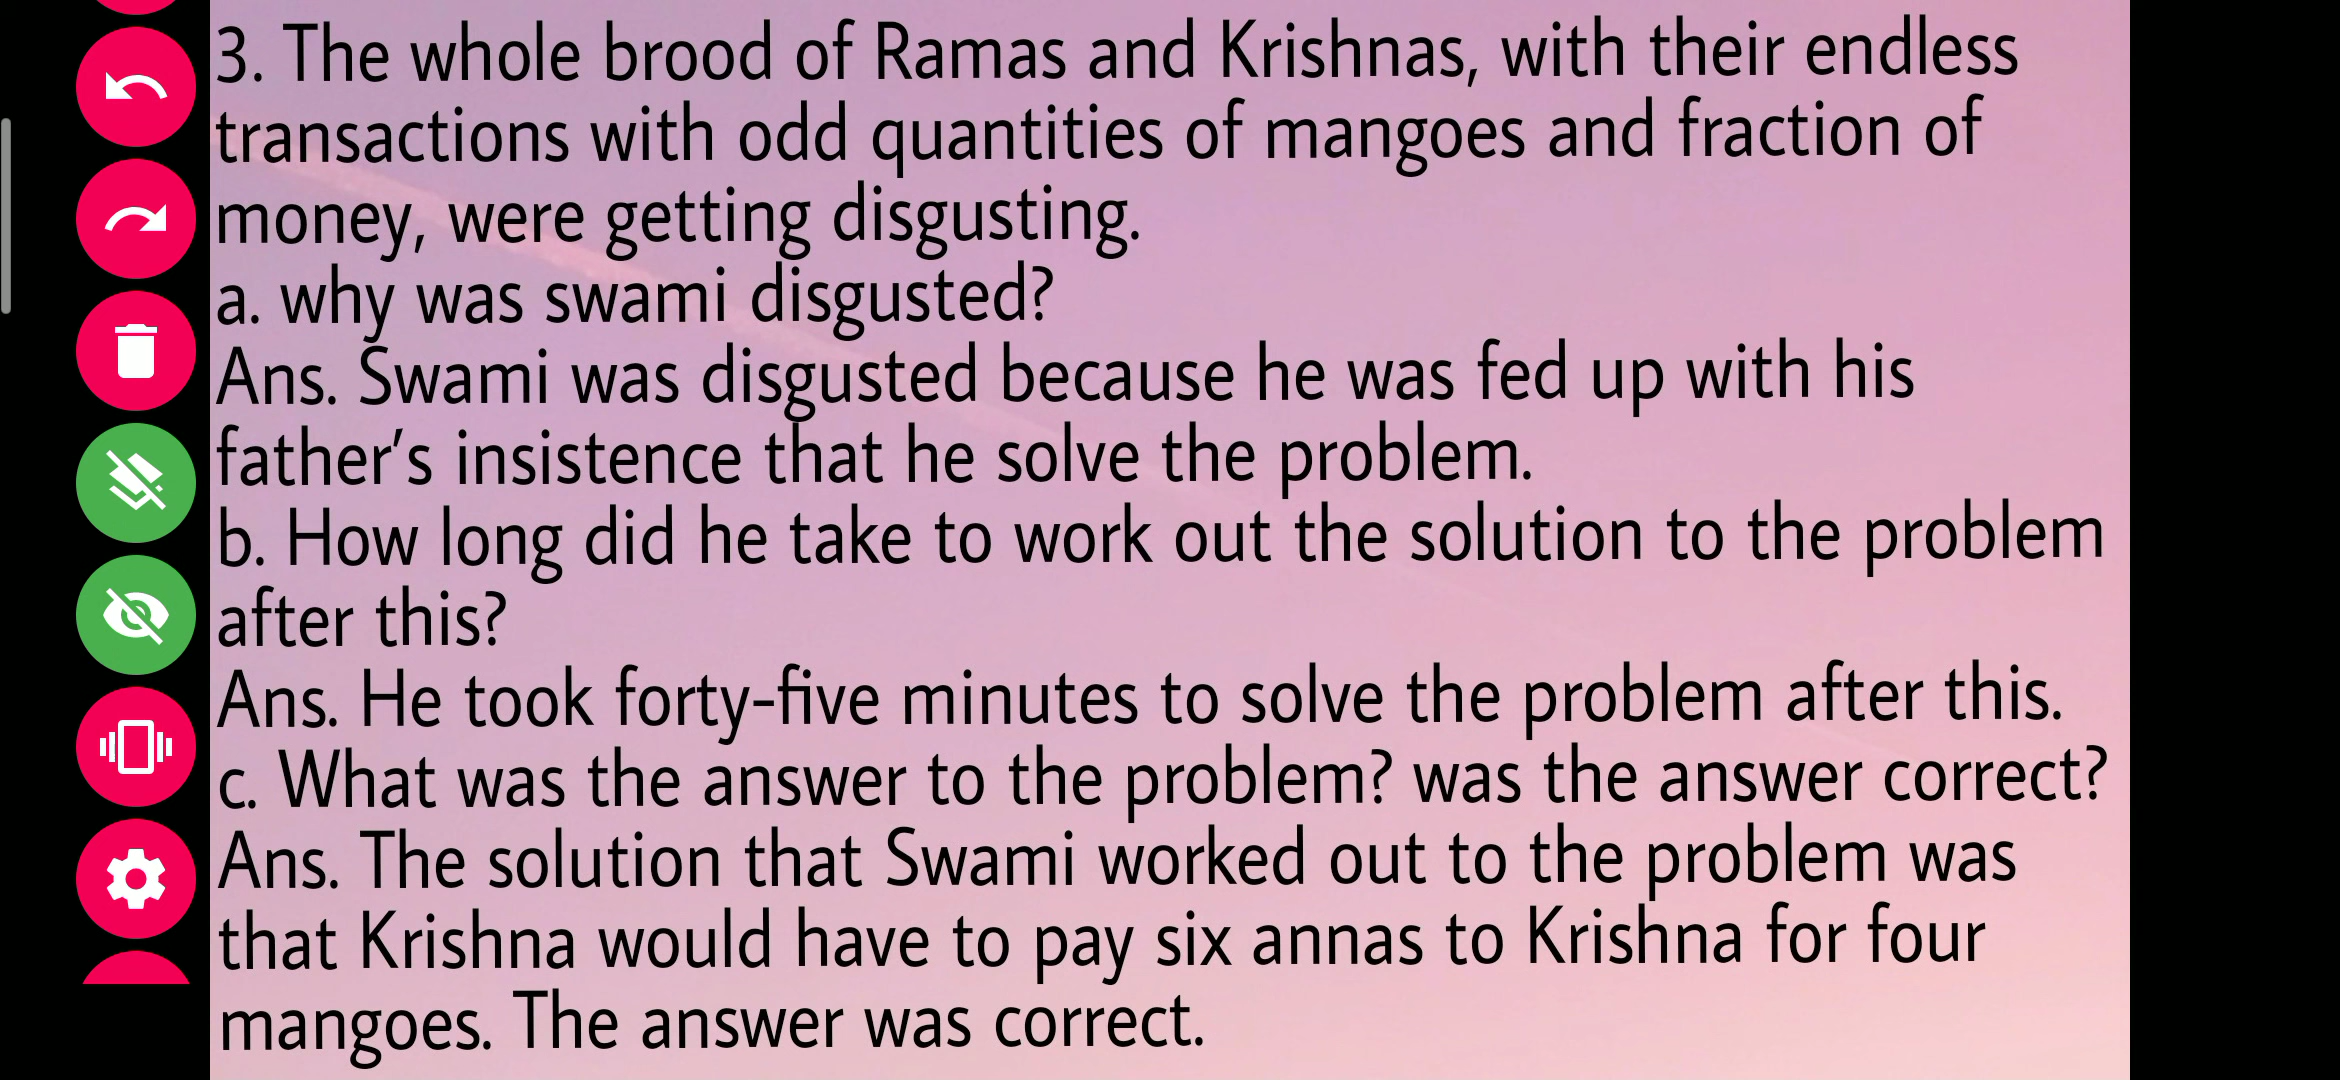 3. The whole brood of Ramas and Krishnas, with their endless
transactions with odd quantities of mangoes and fraction of
money, were getting disgusting.
a. why was swami disgusted?
Ans. Swami was disgusted because he was fed up with his
father's insistence that he solve the problem.
b. How long did he take to work out the solution to the problem
after this?
Ans. He took forty-five minutes to solve the problem after this.
c. What was the answer to the problem? was the answer correct?
Ans. The solution that Swami worked out to the problem was
that Krishna would have to pay six annas to Krishna for four
mangoes. The answer was correct.